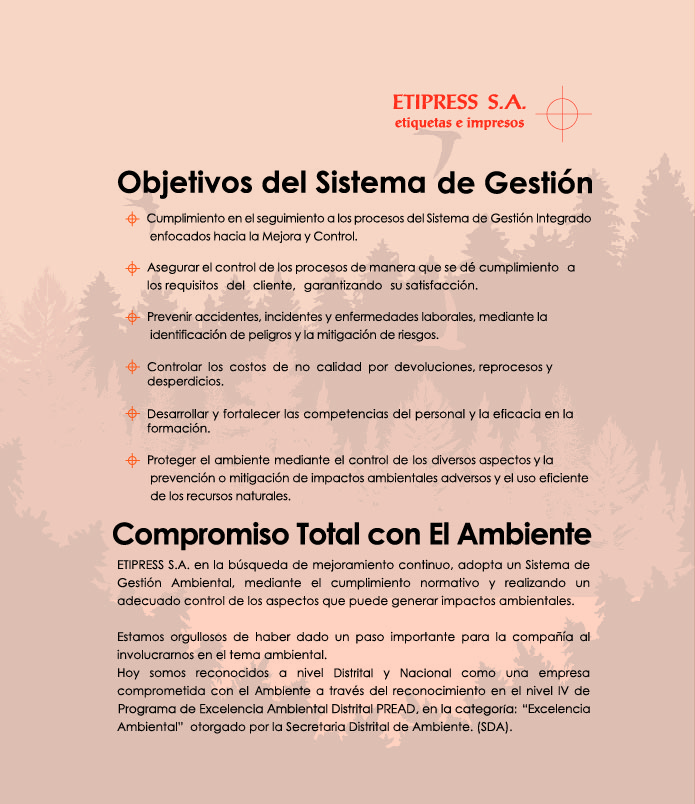 ETIPRESS S.A.
etiquetas e impresos
Objetivos del Sistema de Gestión
Cumplimiento en el seguimiento a los procesos del Sistema de Gestión Integrado
enfocados hacia la Mejora y Control.
Asegurar el control de los procesos de manera que se dé cumplimiento a
los requisitos del cliente, garantizando su satisfacción.
Prevenir accidentes, incidentes y enfermedades laborales, mediante la
identificación de peligros y la mitigación de riesgos.
Controlar los costos de no calidad por devoluciones, reprocesos y
desperdicios.
Desarrollar y fortalecer las competencias del personal y la eficacia en la
formación.
Proteger el ambiente mediante el control de los diversos aspectos y la
prevención o mitigación de impactos ambientales adversos y el uso eficiente
de los recursos naturales.
Compromiso Total con El Ambiente
ETIPRESS S.A. en la búsqueda de mejoramiento continuo, adopta un Sistema de
Gestión Ambiental, mediante el cumplimiento normativo y realizando un
adecuado control de los aspectos que puede generar impactos ambientales.
Estamos orgullosos de haber dado un paso importante para la compañía al
involucrarnos en el tema ambiental.
Hoy somos reconocidos a nivel Distrital y Nacional como una empresa
comprometida con el Ambiente a través del reconocimiento en el nivel IV de
Programa de Excelencia Ambiental Distrital PREAD, en la categoría: “Excelencia
Ambiental” otorgado por la Secretaria Distrital de Ambiente. (SDA).